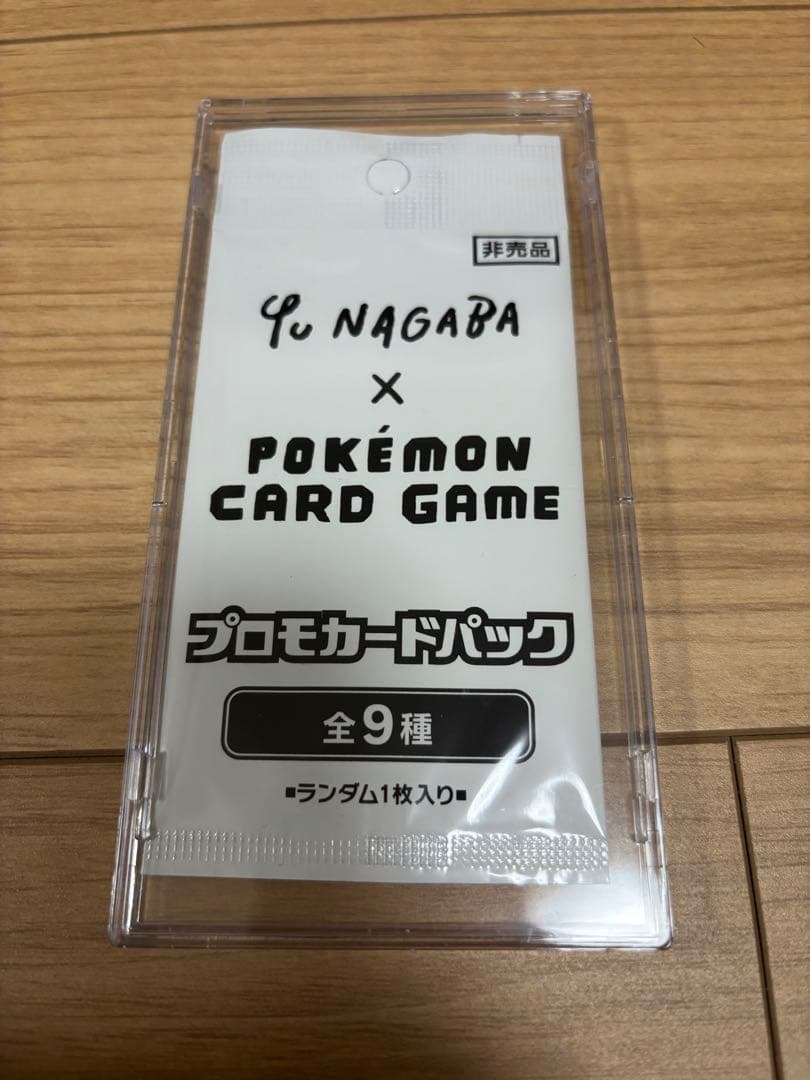 非売品
Yu NAGABA
×
POKÉMON
CARD GAME
プロモカードパック
全9種
■ランダム1枚入り■